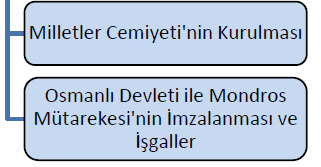 Milletler Cemiyeti'nin Kurulması
Osmanlı Devleti ile Mondros
Mütarekesi'nin İmzalanması ve
İşgaller